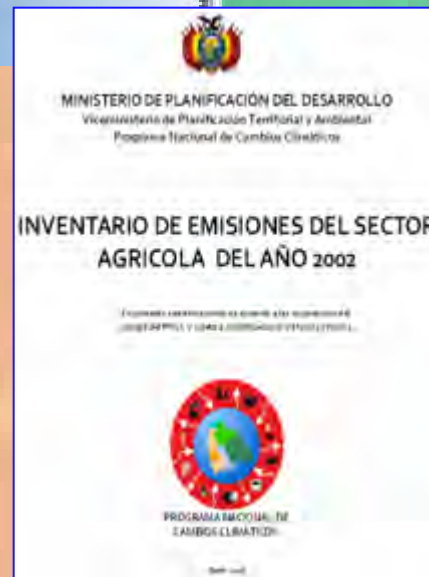 MINISTERIO DE PLANIFICACIÓN DEL DESARROLLO
Viceministerio de Planificación Territorial y Ambiental
Programa Nacional de Cambios Climáticos
INVENTARIO DE EMISIONES DEL SECTOR
AGRICOLA DEL AÑO 2002
PROGRAMA NACIONAL DE
CAMBIOS CLIMATICOS